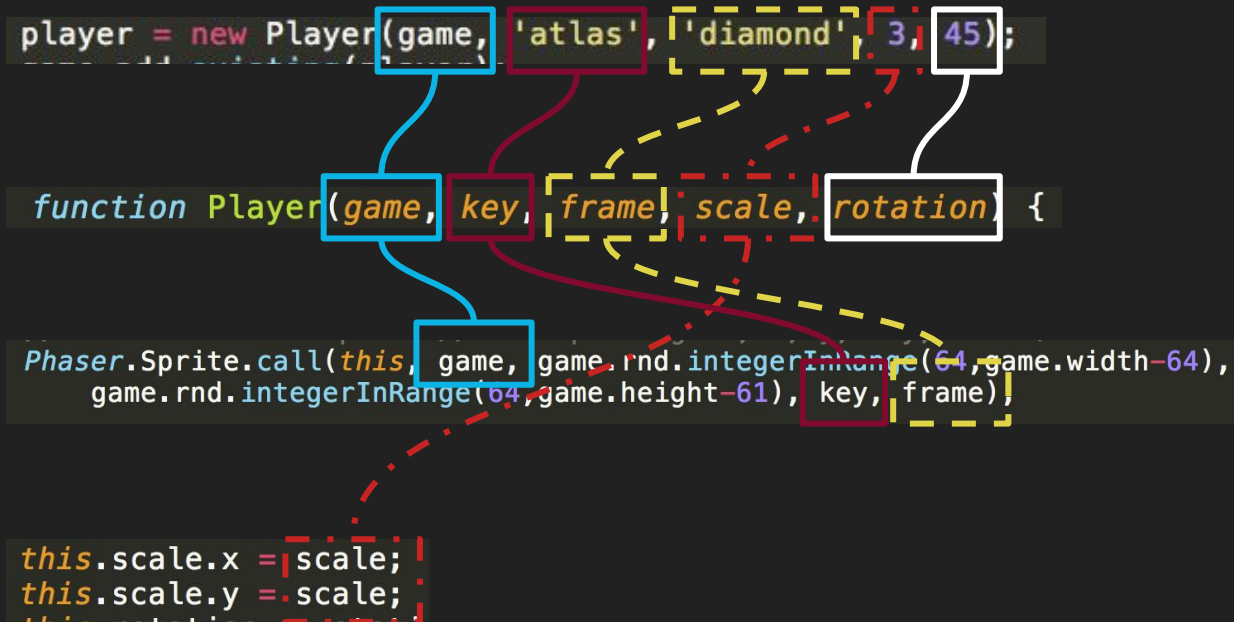 player = new Player(game, 'atlas', 'diamond', 3, 45);
function Player(game, key, frame, scale, rotation) {
Phaser.Sprite.call(this, game, game.rnd.integerInRange(64,game.width-64),
game.rnd.integerInRange(64,game.height-61), key, frame);
this.scale.x = scale;
this.scale.y = scale;